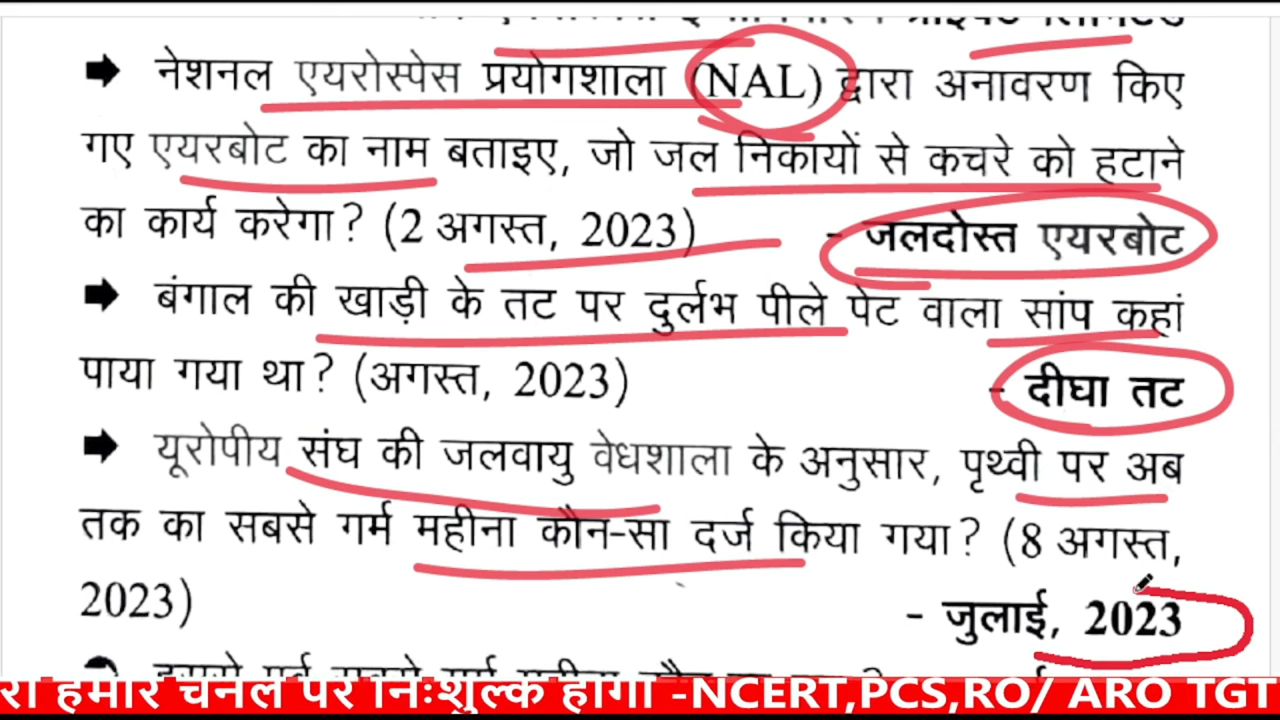 प्राइवेट लिमिटेड
➡ नेशनल एयरोस्पेस प्रयोगशाला (NAL) द्वारा अनावरण किए
गए एयरबोट का नाम बताइए, जो जल निकायों से कचरे को हटाने
का कार्य करेगा? (2 अगस्त, 2023) - जलदोस्त एयरबोट
➡ बंगाल की खाड़ी के तट पर दुर्लभ पीले पेट वाला सांप कहां
पाया गया था? (अगस्त, 2023) - दीघा तट
➡ यूरोपीय संघ की जलवायु वेधशाला के अनुसार, पृथ्वी पर अब
तक का सबसे गर्म महीना कौन-सा दर्ज किया गया? (8 अगस्त,
2023) - जुलाई, 2023
हमारे चैनल पर निःशुल्क होगा -NCERT,PCS,RO/ ARO TGT